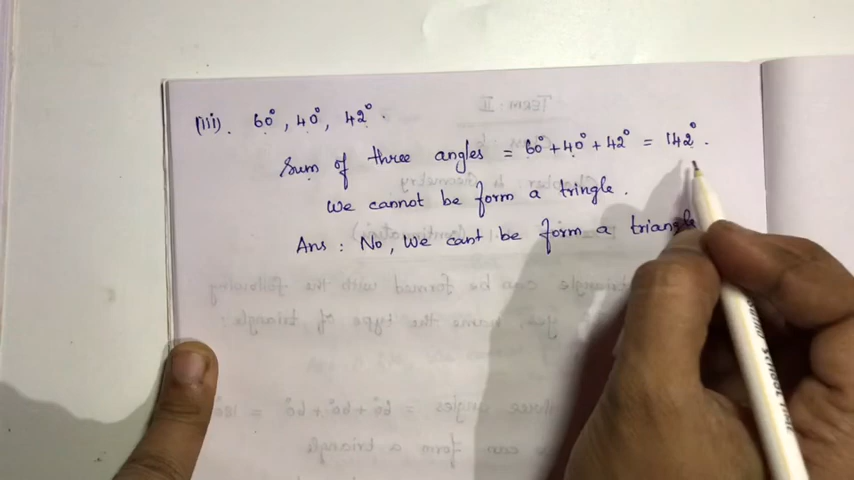 (iii). 60°, 40°, 42°.
Sum of three angles = 60° + 40° + 42° = 142°.
We cannot be form a tringle.
Ans : No, We cant be form a triangle